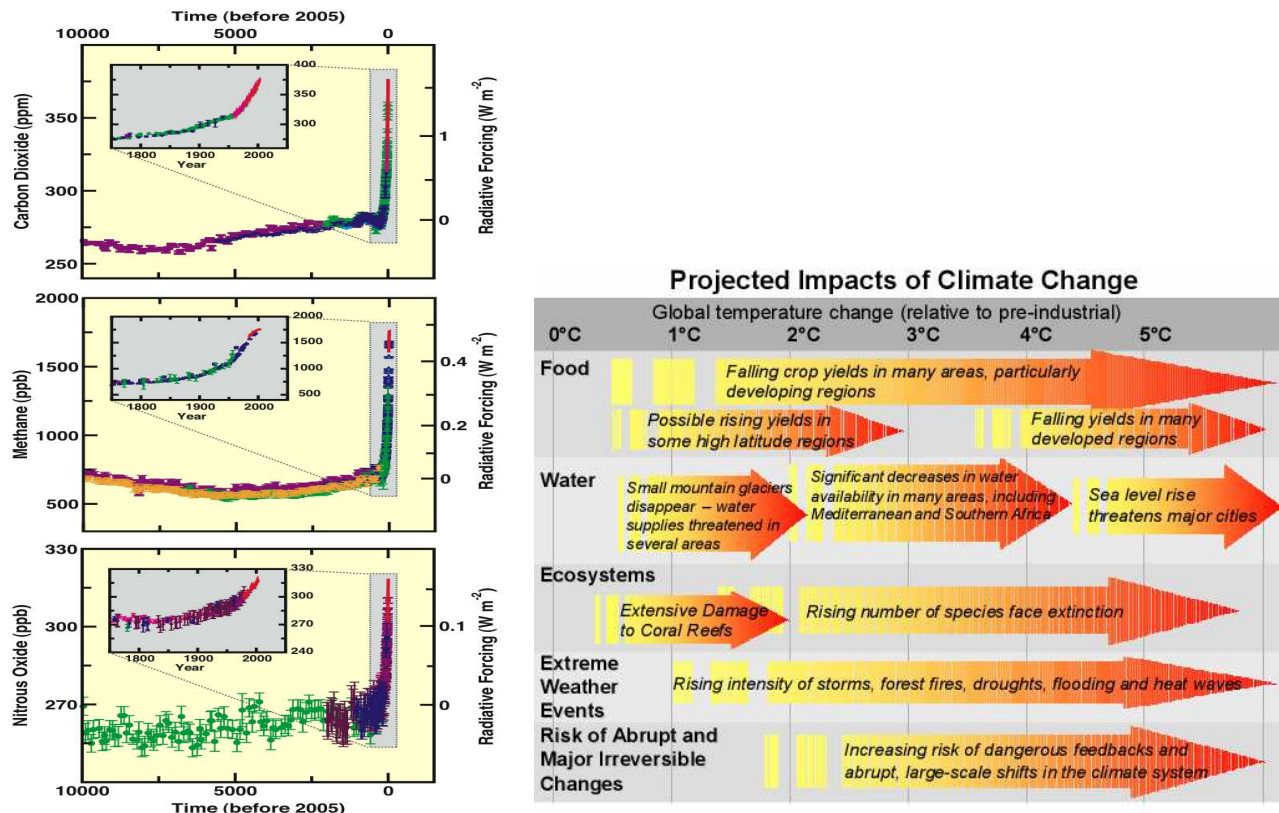 Time (before 2005)
10000 5000 0
Carbon Dioxide (ppm)
350
300
250
400
350
300
1800 1900 2000
Year
1
0
Radiative Forcing (W m-2)
Methane (ppb)
2000
1500
1000
500
2000
1500
1000
500
1800 1900 2000
Year
0.4
0.2
0
Radiative Forcing (W m-2)
Nitrous Oxide (ppb)
330
300
270
330
300
270
240
1800 1900 2000
Year
0.1
0
Radiative Forcing (W m-2)
10000 5000 0
Time (before 2005)
Projected Impacts of Climate Change
Global temperature change (relative to pre-industrial)
0°C 1°C 2°C 3°C 4°C 5°C
Food
Falling crop yields in many areas, particularly
developing regions
Possible rising yields in
some high latitude regions
Falling yields in many
developed regions
Water
Small mountain glaciers
disappear – water
supplies threatened in
several areas
Significant decreases in water
availability in many areas, including
Mediterranean and Southern Africa
Sea level rise
threatens major cities
Ecosystems
Extensive Damage
to Coral Reefs
Rising number of species face extinction
Extreme
Weather
Events
Rising intensity of storms, forest fires, droughts, flooding and heat waves
Risk of Abrupt and
Major Irreversible
Changes
Increasing risk of dangerous feedbacks and
abrupt, large-scale shifts in the climate system